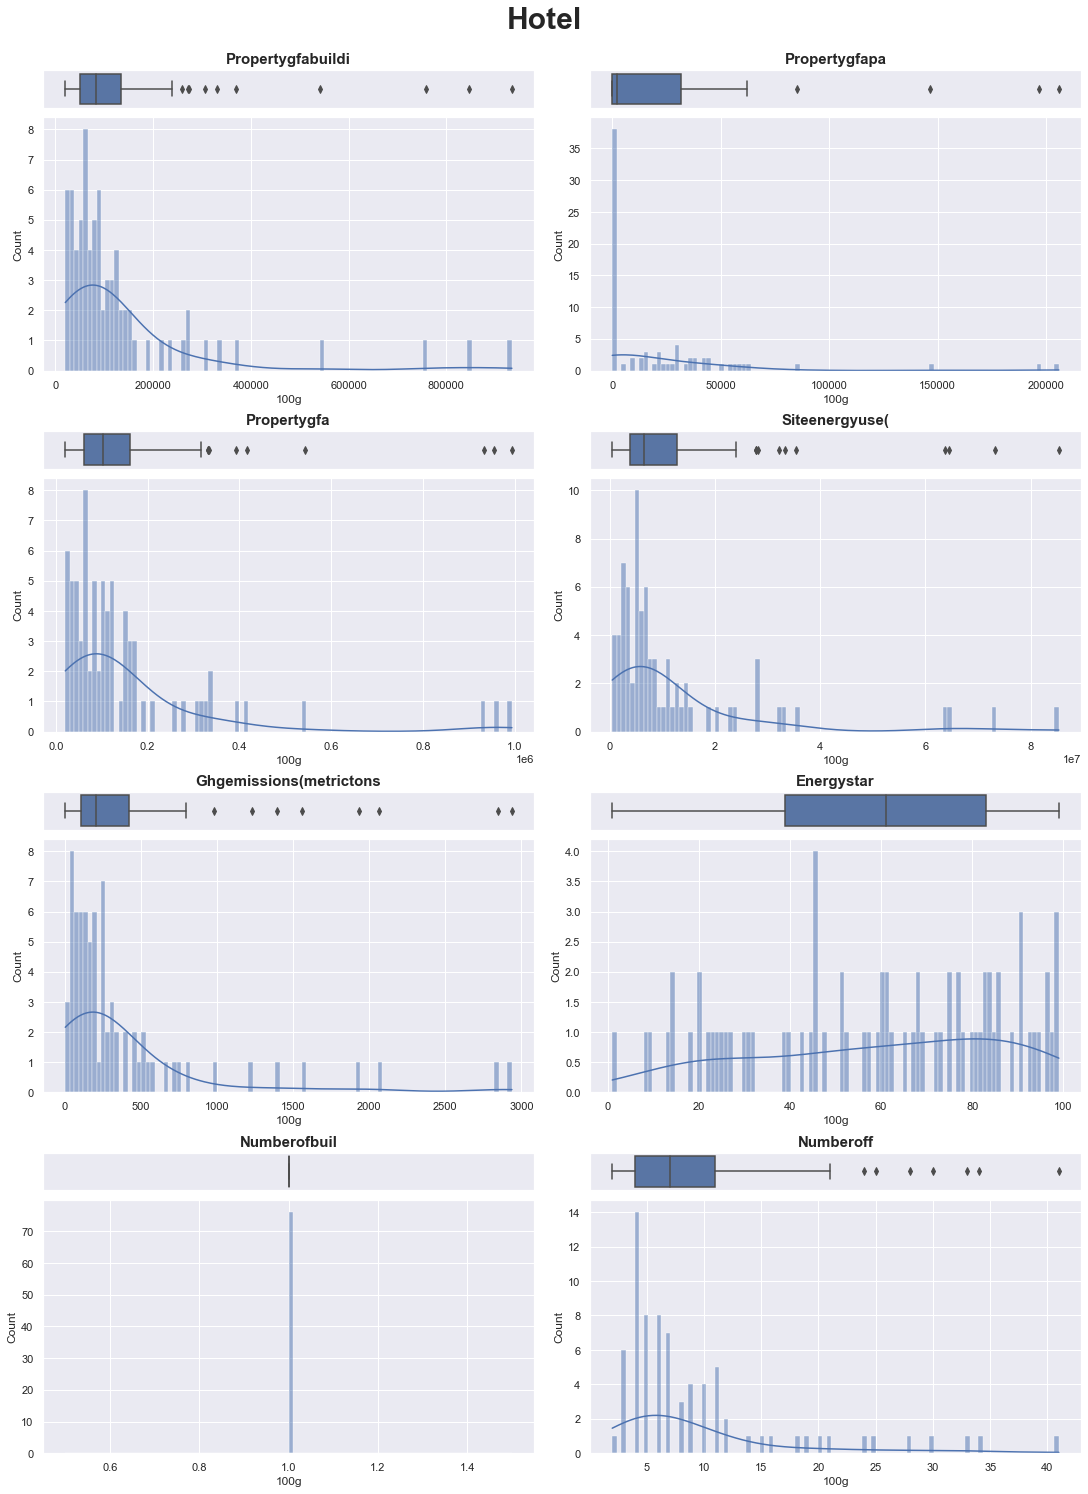 Hotel
Propertygfabuildi
Count
8
7
6
5
4
3
2
1
0
0 200000 400000 600000 800000
100g
Propertygfapa
Count
35
30
25
20
15
10
5
0
0 50000 100000 150000 200000
100g
Propertygfa
Count
8
7
6
5
4
3
2
1
0
0.0 0.2 0.4 0.6 0.8 1.0
100g
1e6
Siteenergyuse(
Count
10
8
6
4
2
0
0 2 4 6 8
100g
1e7
Ghgemissions(metrictons
Count
8
7
6
5
4
3
2
1
0
0 500 1000 1500 2000 2500 3000
100g
Energystar
Count
4.0
3.5
3.0
2.5
2.0
1.5
1.0
0.5
0.0
0 20 40 60 80 100
100g
Numberofbuil
Count
70
60
50
40
30
20
10
0
0.6 0.8 1.0 1.2 1.4
100g
Numberoff
Count
14
12
10
8
6
4
2
0
5 10 15 20 25 30 35 40
100g